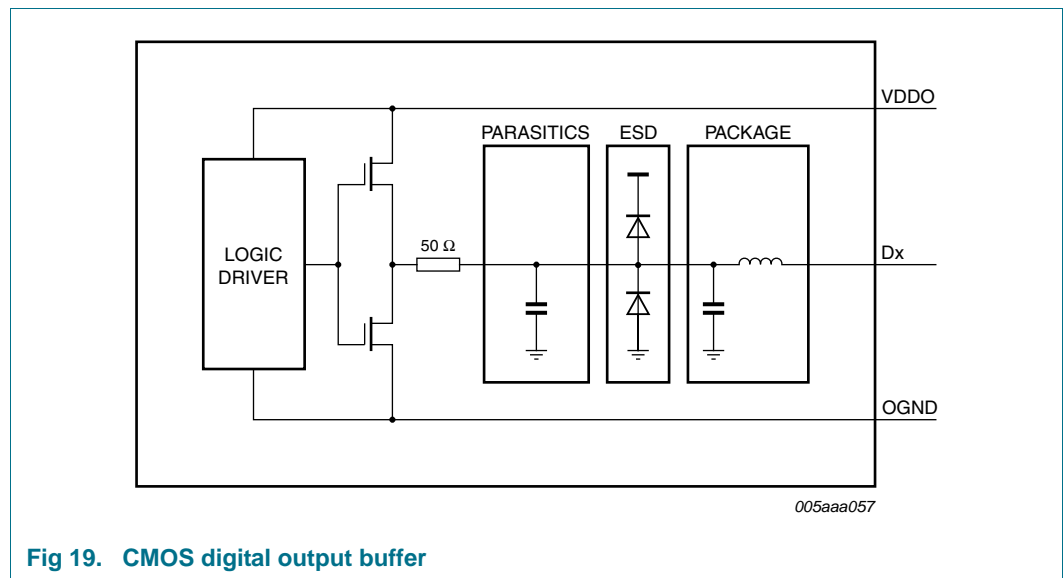 VDDO
PARASITICS ESD PACKAGE
LOGIC
DRIVER
50 Ω
Dx
OGND
005aaa057
Fig 19. CMOS digital output buffer